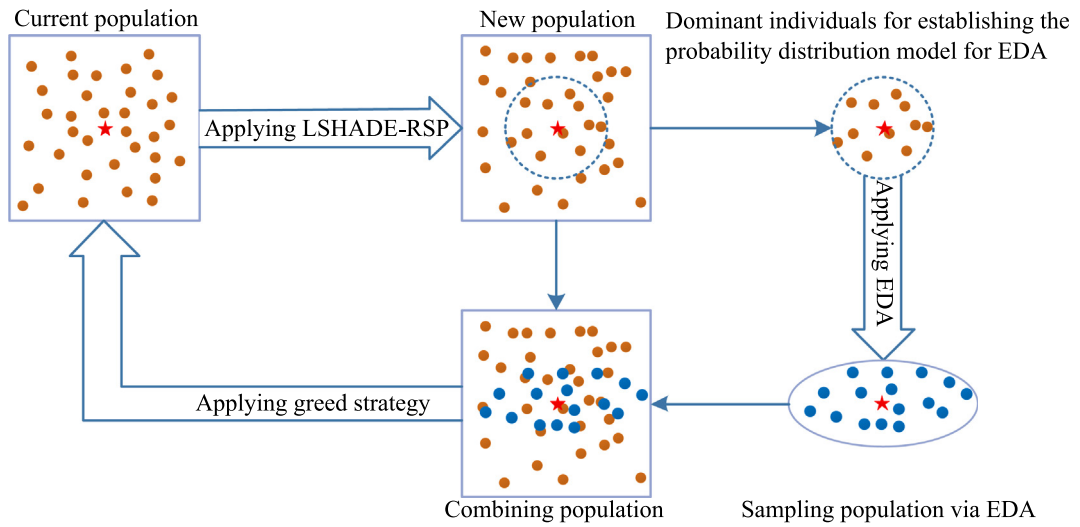 Current population
New population
Dominant individuals for establishing the
probability distribution model for EDA
Applying LSHADE-RSP
Applying EDA
Applying greed strategy
Combining population
Sampling population via EDA